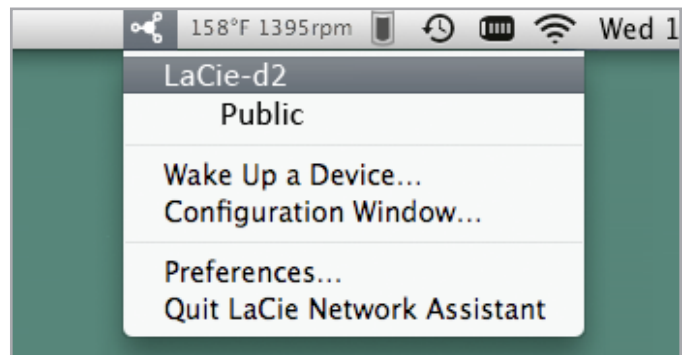 158°F 1395rpm Wed 1
LaCie-d2
Public
Wake Up a Device...
Configuration Window...
Preferences...
Quit LaCie Network Assistant